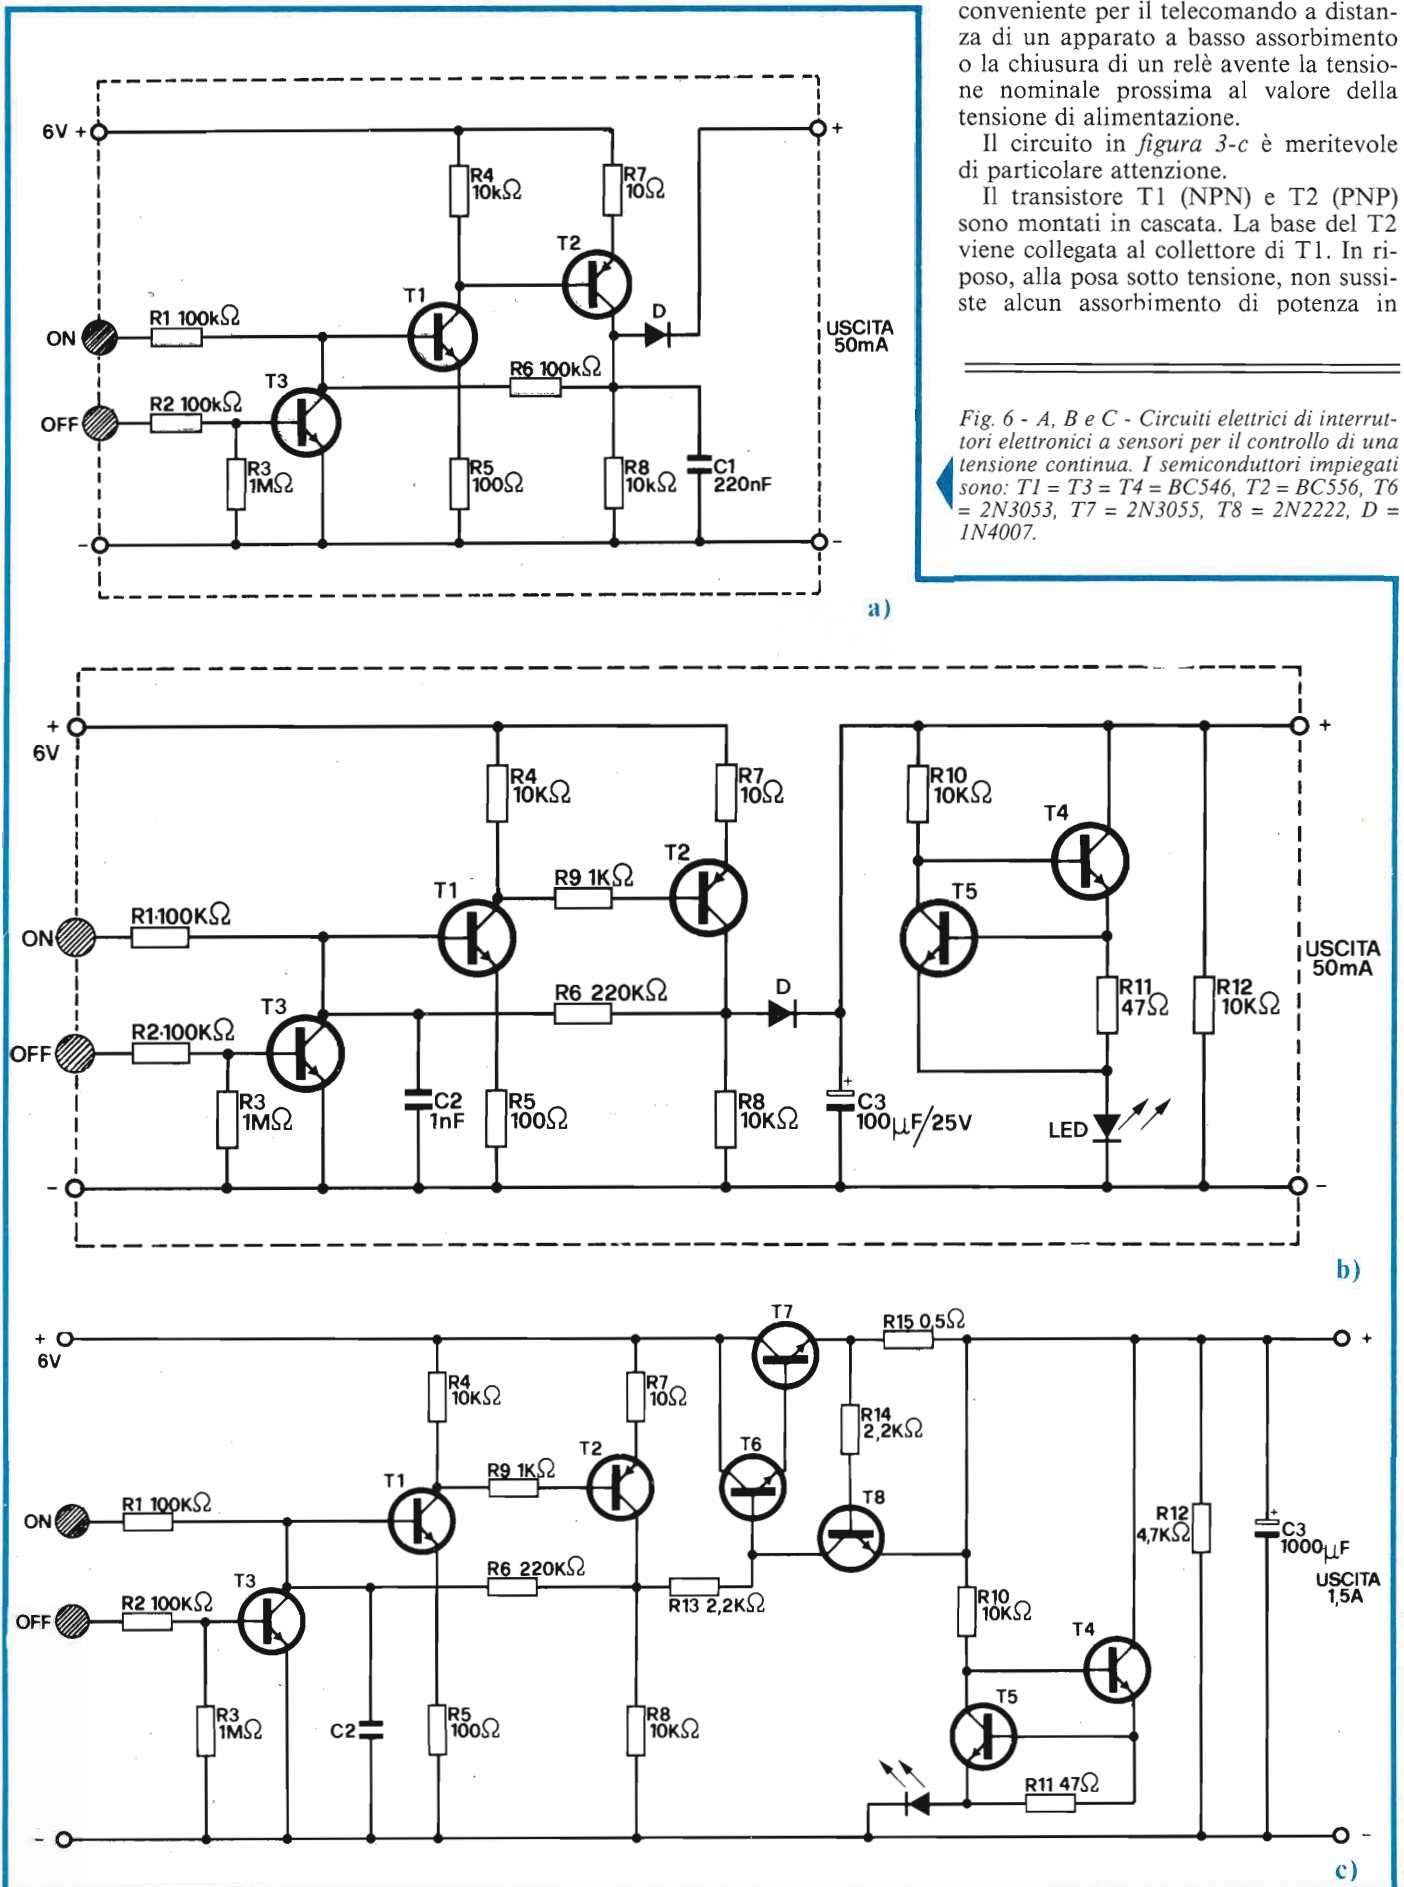 conveniente per il telecomando a distan-
za di un apparato a basso assorbimento
o la chiusura di un relè avente la tensio-
ne nominale prossima al valore della
tensione di alimentazione.
Il circuito in figura 3-c è meritevole
di particolare attenzione.
Il transistore T1 (NPN) e T2 (PNP)
sono montati in cascata. La base del T2
viene collegata al collettore di T1. In ri-
poso, alla posa sotto tensione, non sussi-
ste alcun assorbimento di potenza in
Fig. 6 - A, B e C - Circuiti elettrici di interrut-
tori elettronici a sensori per il controllo di una
tensione continua. I semiconduttori impiegati
sono: T1 = T3 = T4 = BC546, T2 = BC556, T6
= 2N3053, T7 = 2N3055, T8 = 2N2222, D =
1N4007.
6V +
R4
10kΩ
R7
10Ω
+
T2
T1
D
R1 100kΩ
ON
USCITA
50mA
R6 100kΩ
T3
R2 100kΩ
OFF
R3
1MΩ
R5
100Ω
R8
10kΩ
C1
220nF
-
-
a)
+
6V
R4
10KΩ
R7
10Ω
R10
10KΩ
+
T4
T2
R9 1KΩ
T1
T5
R1·100KΩ
ON
USCITA
50mA
R6 220KΩ
D
R11
47Ω
R12
10KΩ
T3
R2·100KΩ
OFF
R3
1MΩ
C2
1nF
R5
100Ω
R8
10KΩ
+
C3
100μF/25V
LED
-
-
b)
T7
R15 0,5Ω
+
6V
+
R4
10KΩ
R7
10Ω
R14
2,2KΩ
T6
T2
R9 1KΩ
T1
T8
R1 100KΩ
ON
R12
4,7KΩ
+
C3
1000μF
USCITA
1,5A
R6 220KΩ
T3
R13 2,2KΩ
R2 100KΩ
OFF
R10
10KΩ
T4
T5
R3
1MΩ
C2
R5
100Ω
R8
10KΩ
R11 47Ω
-
-
c)